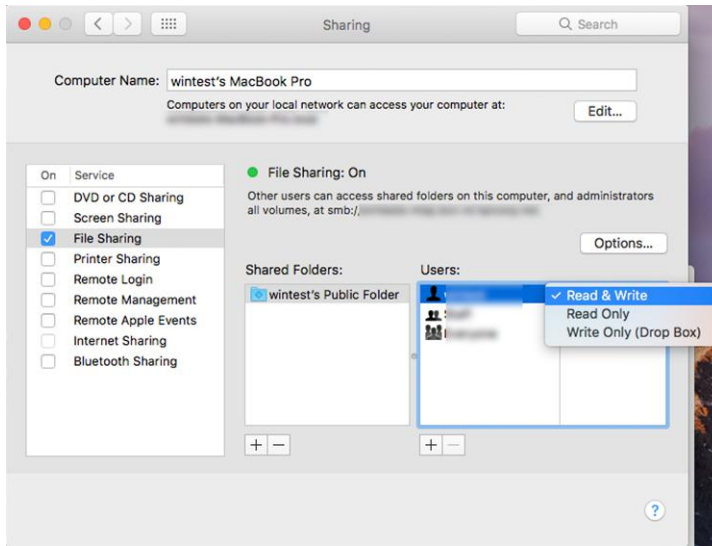 Sharing
Search
Computer Name: wintest's MacBook Pro
Computers on your local network can access your computer at:
Edit...
On Service
DVD or CD Sharing
Screen Sharing
File Sharing
Printer Sharing
Remote Login
Remote Management
Remote Apple Events
Internet Sharing
Bluetooth Sharing
File Sharing: On
Other users can access shared folders on this computer, and administrators
all volumes, at smb:/
Options...
Shared Folders:
wintest's Public Folder
Users:
Read & Write
Read Only
Write Only (Drop Box)
+ −
+ −
?